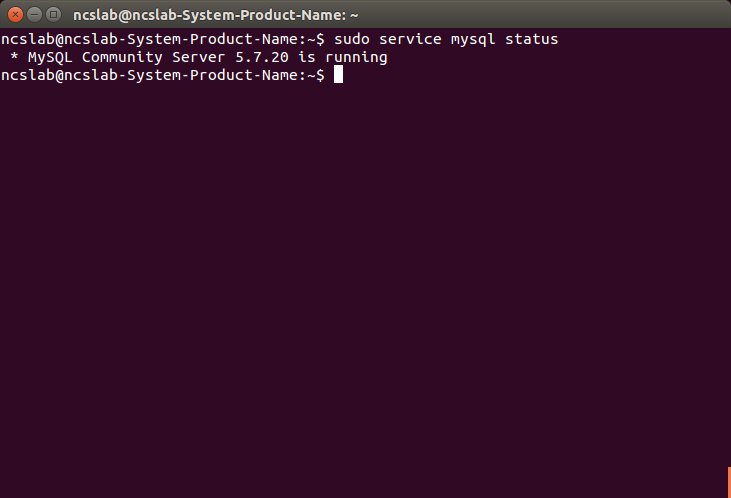 ncslab@ncslab-System-Product-Name: ~
ncslab@ncslab-System-Product-Name:~$ sudo service mysql status
 * MySQL Community Server 5.7.20 is running
ncslab@ncslab-System-Product-Name:~$